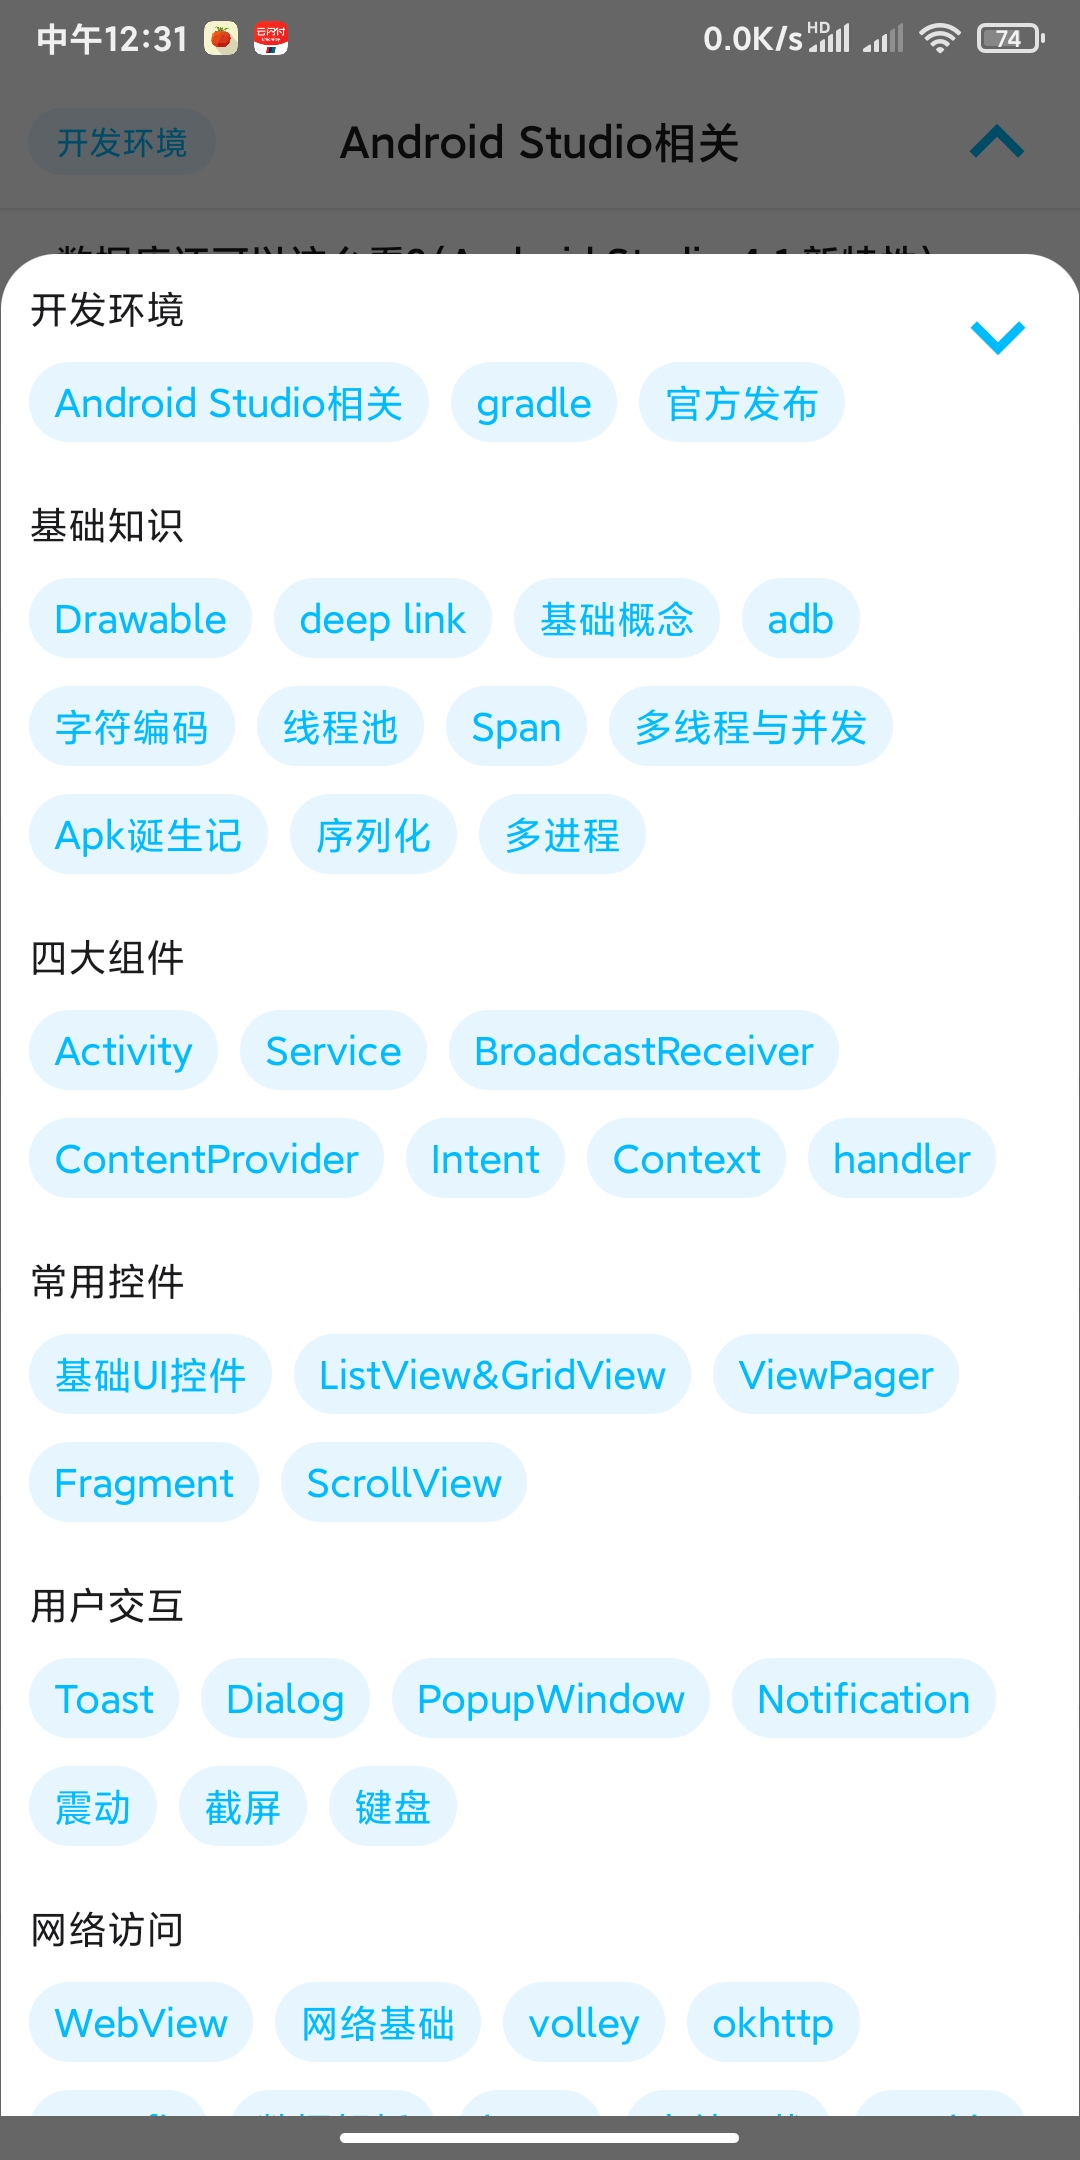 中午12:31 0.0K/s HD 74
开发环境 Android Studio相关
开发环境
Android Studio相关 gradle 官方发布
基础知识
Drawable deep link 基础概念 adb
字符编码 线程池 Span 多线程与并发
Apk诞生记 序列化 多进程
四大组件
Activity Service BroadcastReceiver
ContentProvider Intent Context handler
常用控件
基础UI控件 ListView&GridView ViewPager
Fragment ScrollView
用户交互
Toast Dialog PopupWindow Notification
震动 截屏 键盘
网络访问
WebView 网络基础 volley okhttp